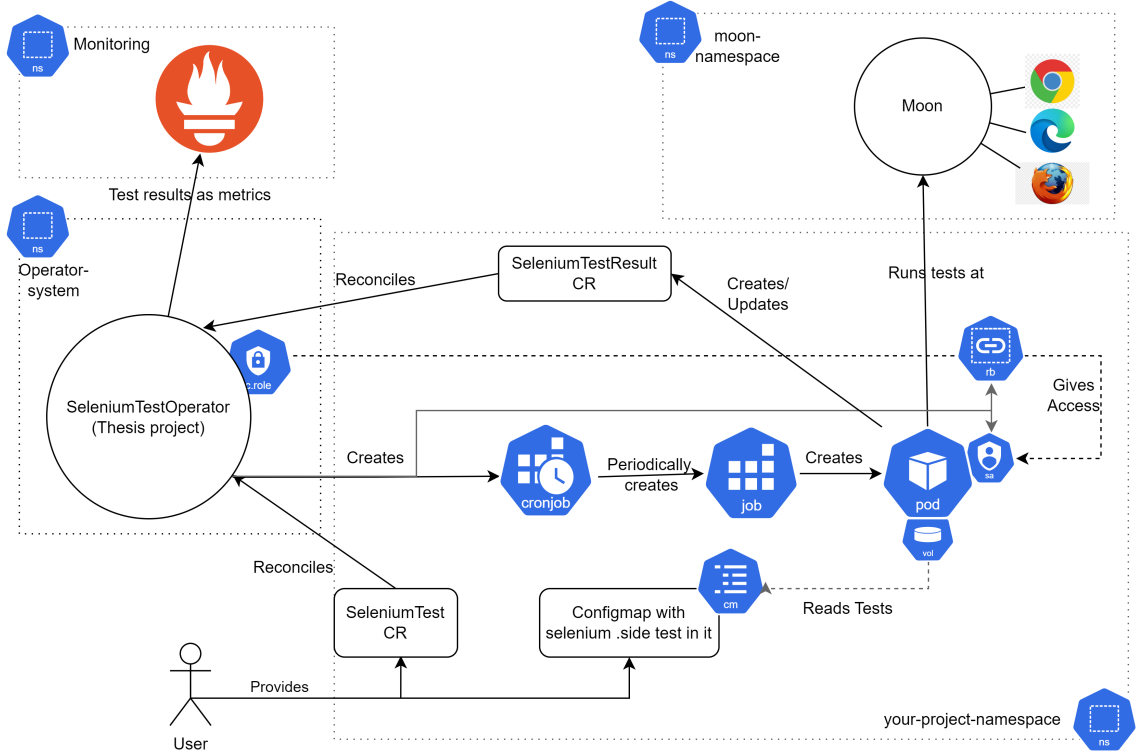 ns
Monitoring
Test results as metrics
ns
Operator-
system
SeleniumTestOperator
(Thesis project)
c.role
ns
moon-
namespace
Moon
Runs tests at
SeleniumTestResult
CR
Reconciles
Creates/
Updates
rb
Gives
Access
Creates
cronjob
Periodically
creates
job
Creates
pod
sa
vol
Reconciles
SeleniumTest
CR
Configmap with
selenium .side test in it
cm
Reads Tests
Provides
User
your-project-namespace
ns